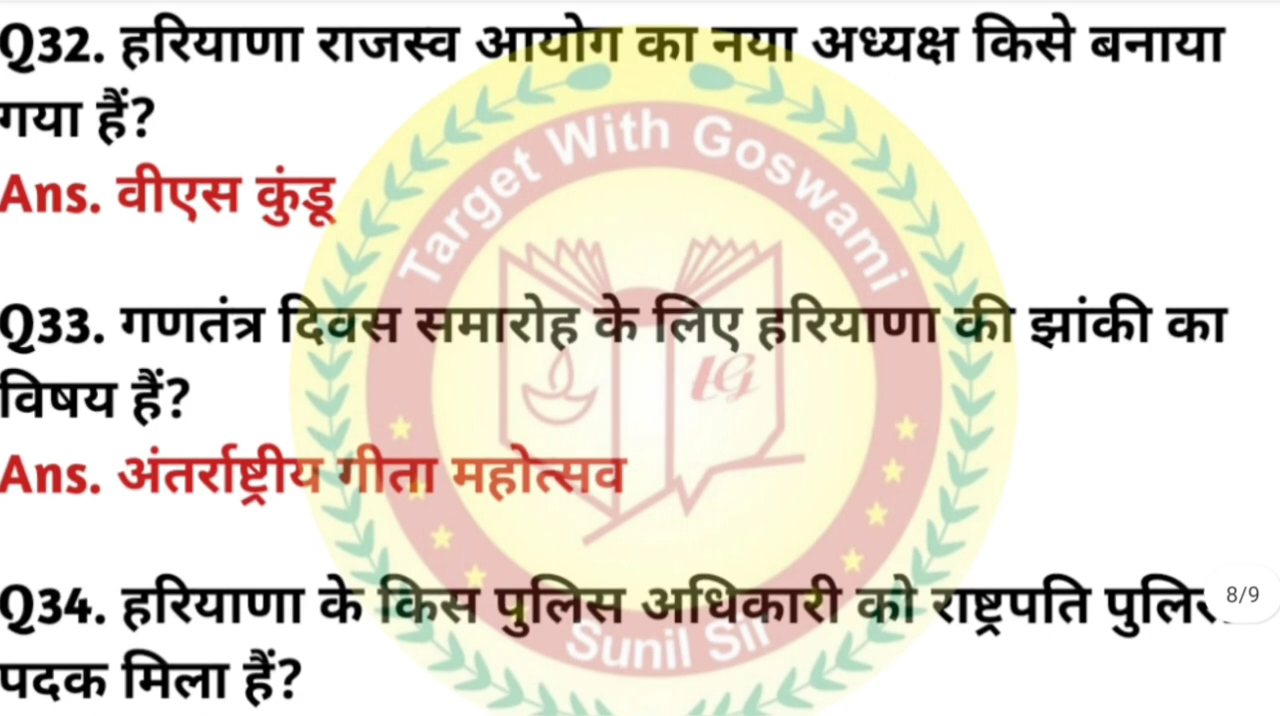 Q32. हरियाणा राजस्व आयोग का नया अध्यक्ष किसे बनाया
गया हैं?
Ans. वीएस कुंडू
Q33. गणतंत्र दिवस समारोह के लिए हरियाणा की झांकी का
विषय हैं?
Ans. अंतर्राष्ट्रीय गीता महोत्सव
Q34. हरियाणा के किस पुलिस अधिकारी को राष्ट्रपति पुलिस
पदक मिला हैं?
8/9
Target With Goswami
tG
Sunil Sir